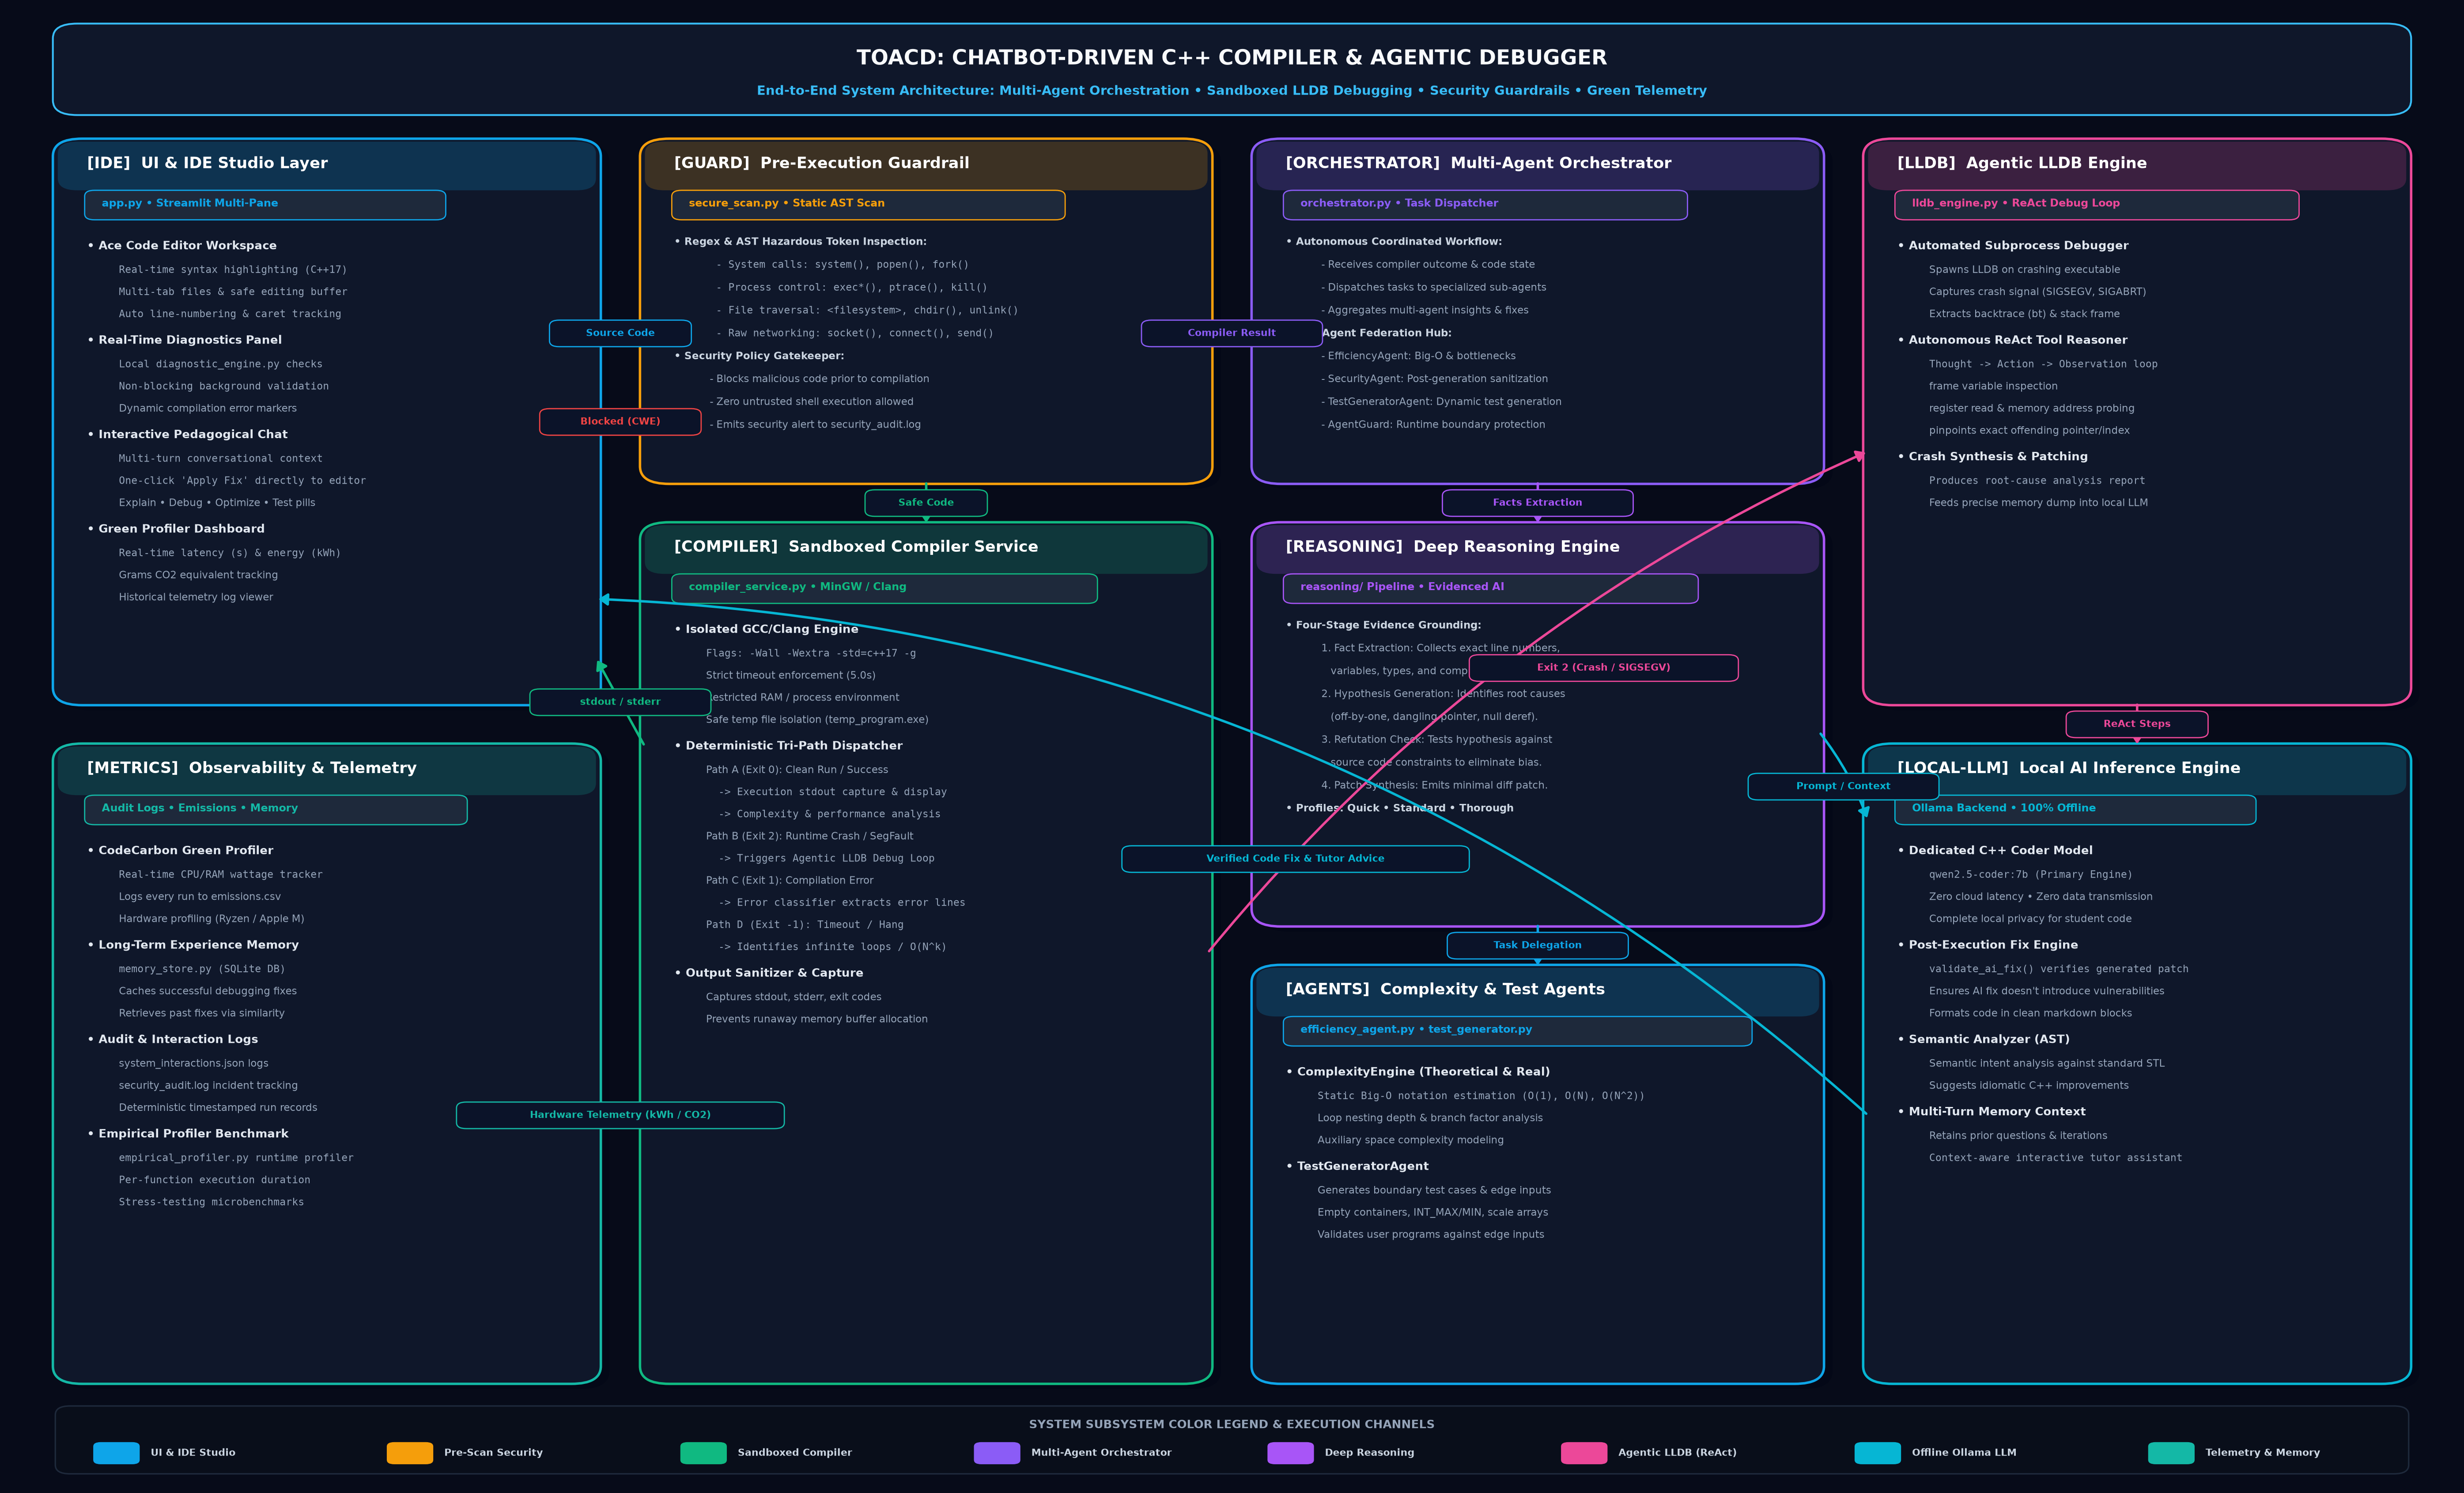 TOACD: CHATBOT-DRIVEN C++ COMPILER & AGENTIC DEBUGGER
End-to-End System Architecture: Multi-Agent Orchestration • Sandboxed LLDB Debugging • Security Guardrails • Green Telemetry
[IDE] UI & IDE Studio Layer
app.py • Streamlit Multi-Pane
• Ace Code Editor Workspace
Real-time syntax highlighting (C++17)
Multi-tab files & safe editing buffer
Auto line-numbering & caret tracking
• Real-Time Diagnostics Panel
Local diagnostic_engine.py checks
Non-blocking background validation
Dynamic compilation error markers
• Interactive Pedagogical Chat
Multi-turn conversational context
One-click 'Apply Fix' directly to editor
Explain • Debug • Optimize • Test pills
• Green Profiler Dashboard
Real-time latency (s) & energy (kWh)
Grams CO2 equivalent tracking
Historical telemetry log viewer
Source Code
Blocked (CWE)
stdout / stderr
[METRICS] Observability & Telemetry
Audit Logs • Emissions • Memory
• CodeCarbon Green Profiler
Real-time CPU/RAM wattage tracker
Logs every run to emissions.csv
Hardware profiling (Ryzen / Apple M)
• Long-Term Experience Memory
memory_store.py (SQLite DB)
Caches successful debugging fixes
Retrieves past fixes via similarity
• Audit & Interaction Logs
system_interactions.json logs
security_audit.log incident tracking
Deterministic timestamped run records
• Empirical Profiler Benchmark
empirical_profiler.py runtime profiler
Per-function execution duration
Stress-testing microbenchmarks
Hardware Telemetry (kWh / CO2)
[GUARD] Pre-Execution Guardrail
secure_scan.py • Static AST Scan
• Regex & AST Hazardous Token Inspection:
- System calls: system(), popen(), fork()
- Process control: exec*(), ptrace(), kill()
- File traversal: <filesystem>, chdir(), unlink()
- Raw networking: socket(), connect(), send()
• Security Policy Gatekeeper:
- Blocks malicious code prior to compilation
- Zero untrusted shell execution allowed
- Emits security alert to security_audit.log
Safe Code
[COMPILER] Sandboxed Compiler Service
compiler_service.py • MinGW / Clang
• Isolated GCC/Clang Engine
Flags: -Wall -Wextra -std=c++17 -g
Strict timeout enforcement (5.0s)
estricted RAM / process environment
Safe temp file isolation (temp_program.exe)
• Deterministic Tri-Path Dispatcher
Path A (Exit 0): Clean Run / Success
-> Execution stdout capture & display
-> Complexity & performance analysis
Path B (Exit 2): Runtime Crash / SegFault
-> Triggers Agentic LLDB Debug Loop
Path C (Exit 1): Compilation Error
-> Error classifier extracts error lines
Path D (Exit -1): Timeout / Hang
-> Identifies infinite loops / O(N^k)
• Output Sanitizer & Capture
Captures stdout, stderr, exit codes
Prevents runaway memory buffer allocation
Compiler Result
[ORCHESTRATOR] Multi-Agent Orchestrator
orchestrator.py • Task Dispatcher
• Autonomous Coordinated Workflow:
- Receives compiler outcome & code state
- Dispatches tasks to specialized sub-agents
- Aggregates multi-agent insights & fixes
Agent Federation Hub:
- EfficiencyAgent: Big-O & bottlenecks
- SecurityAgent: Post-generation sanitization
- TestGeneratorAgent: Dynamic test generation
- AgentGuard: Runtime boundary protection
Facts Extraction
[REASONING] Deep Reasoning Engine
reasoning/ Pipeline • Evidenced AI
• Four-Stage Evidence Grounding:
1. Fact Extraction: Collects exact line numbers,
variables, types, and comp
Exit 2 (Crash / SIGSEGV)
2. Hypothesis Generation: Identifies root causes
(off-by-one, dangling pointer, null deref).
3. Refutation Check: Tests hypothesis against
source code constraints to eliminate bias.
4. Patch Synthesis: Emits minimal diff patch.
• Profiles: Quick • Standard • Thorough
Verified Code Fix & Tutor Advice
Task Delegation
[AGENTS] Complexity & Test Agents
efficiency_agent.py • test_generator.py
• ComplexityEngine (Theoretical & Real)
Static Big-O notation estimation (O(1), O(N), O(N^2))
Loop nesting depth & branch factor analysis
Auxiliary space complexity modeling
• TestGeneratorAgent
Generates boundary test cases & edge inputs
Empty containers, INT_MAX/MIN, scale arrays
Validates user programs against edge inputs
[LLDB] Agentic LLDB Engine
lldb_engine.py • ReAct Debug Loop
• Automated Subprocess Debugger
Spawns LLDB on crashing executable
Captures crash signal (SIGSEGV, SIGABRT)
Extracts backtrace (bt) & stack frame
• Autonomous ReAct Tool Reasoner
Thought -> Action -> Observation loop
frame variable inspection
register read & memory address probing
pinpoints exact offending pointer/index
• Crash Synthesis & Patching
Produces root-cause analysis report
Feeds precise memory dump into local LLM
ReAct Steps
Prompt / Context
[LOCAL-LLM] Local AI Inference Engine
Ollama Backend • 100% Offline
• Dedicated C++ Coder Model
qwen2.5-coder:7b (Primary Engine)
Zero cloud latency • Zero data transmission
Complete local privacy for student code
• Post-Execution Fix Engine
validate_ai_fix() verifies generated patch
Ensures AI fix doesn't introduce vulnerabilities
Formats code in clean markdown blocks
• Semantic Analyzer (AST)
Semantic intent analysis against standard STL
Suggests idiomatic C++ improvements
• Multi-Turn Memory Context
Retains prior questions & iterations
Context-aware interactive tutor assistant
SYSTEM SUBSYSTEM COLOR LEGEND & EXECUTION CHANNELS
UI & IDE Studio
Pre-Scan Security
Sandboxed Compiler
Multi-Agent Orchestrator
Deep Reasoning
Agentic LLDB (ReAct)
Offline Ollama LLM
Telemetry & Memory